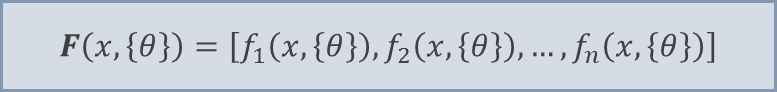 𝑭(𝑥,{𝜃}) = [𝑓₁(𝑥,{𝜃}), 𝑓₂(𝑥,{𝜃}), … , 𝑓ₙ(𝑥,{𝜃})]